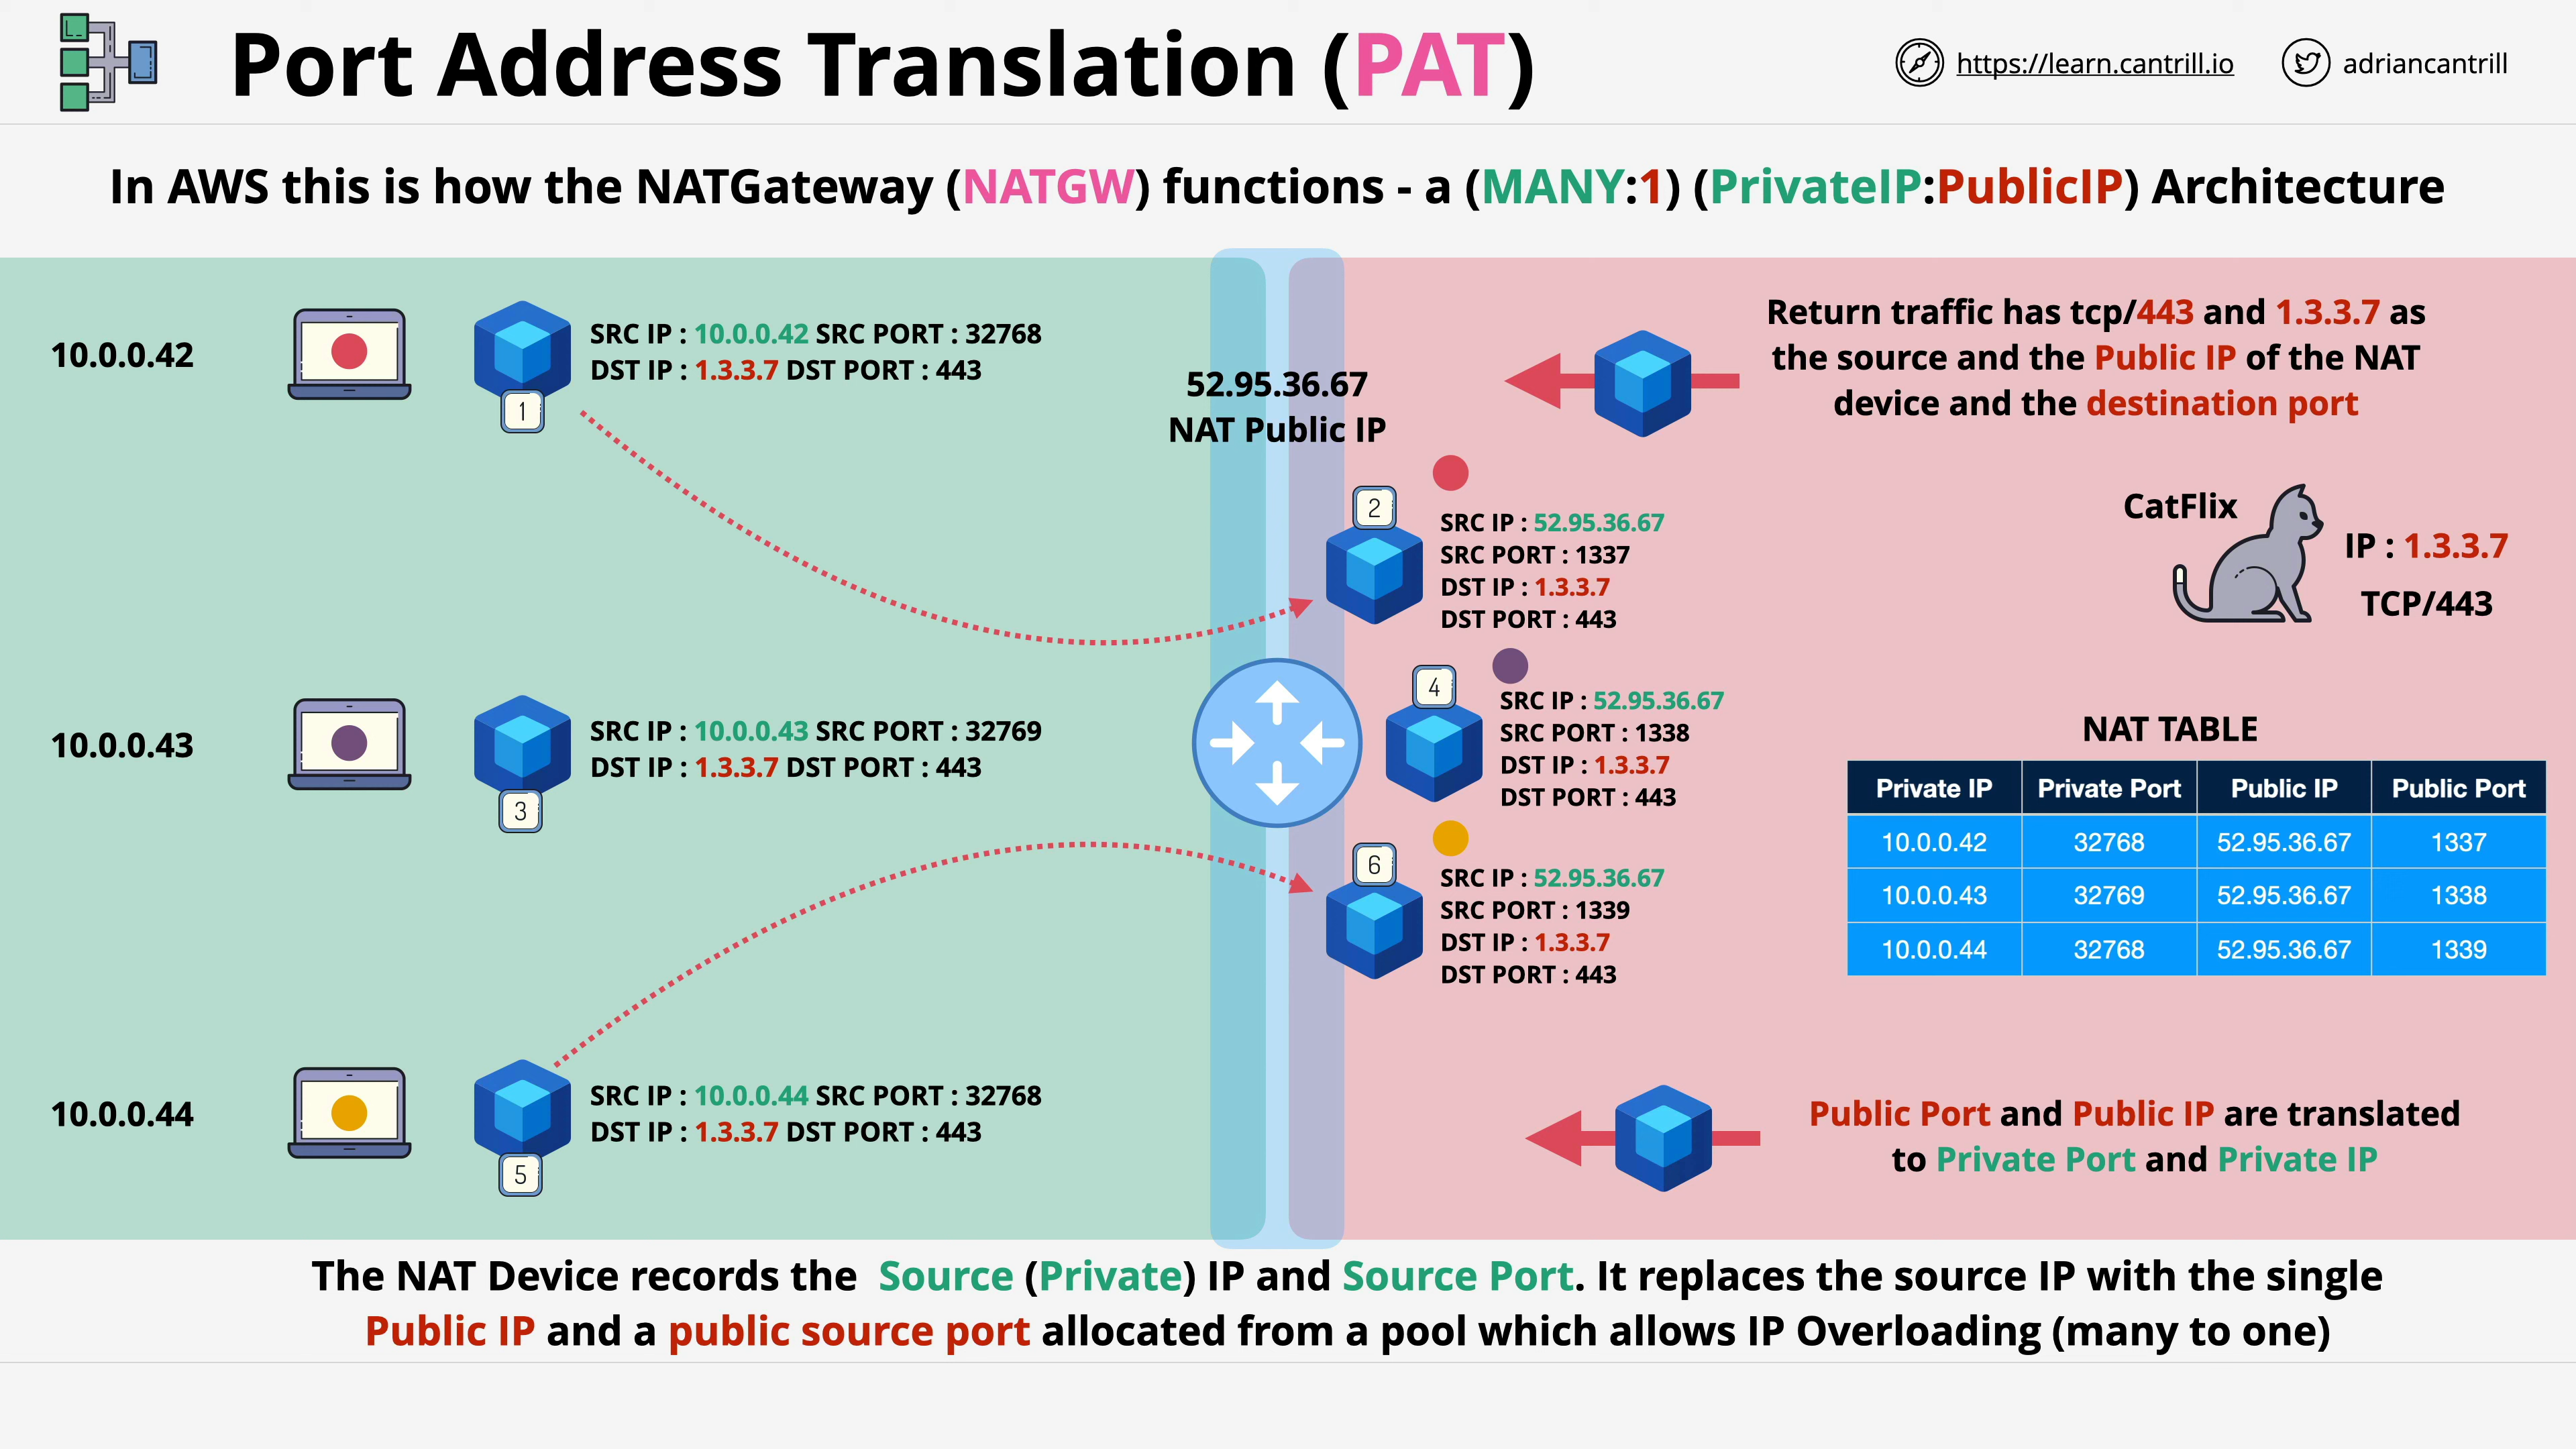 Port Address Translation (PAT)
https://learn.cantrill.io
adriancantrill
In AWS this is how the NATGateway (NATGW) functions - a (MANY:1) (PrivateIP:PublicIP) Architecture
10.0.0.42
1
SRC IP : 10.0.0.42 SRC PORT : 32768
DST IP : 1.3.3.7 DST PORT : 443
10.0.0.43
3
SRC IP : 10.0.0.43 SRC PORT : 32769
DST IP : 1.3.3.7 DST PORT : 443
10.0.0.44
5
SRC IP : 10.0.0.44 SRC PORT : 32768
DST IP : 1.3.3.7 DST PORT : 443
52.95.36.67
NAT Public IP
2
SRC IP : 52.95.36.67
SRC PORT : 1337
DST IP : 1.3.3.7
DST PORT : 443
4
SRC IP : 52.95.36.67
SRC PORT : 1338
DST IP : 1.3.3.7
DST PORT : 443
6
SRC IP : 52.95.36.67
SRC PORT : 1339
DST IP : 1.3.3.7
DST PORT : 443
Return traffic has tcp/443 and 1.3.3.7 as
the source and the Public IP of the NAT
device and the destination port
CatFlix
IP : 1.3.3.7
TCP/443
NAT TABLE
Private IP Private Port Public IP Public Port
10.0.0.42 32768 52.95.36.67 1337
10.0.0.43 32769 52.95.36.67 1338
10.0.0.44 32768 52.95.36.67 1339
Public Port and Public IP are translated
to Private Port and Private IP
The NAT Device records the Source (Private) IP and Source Port. It replaces the source IP with the single
Public IP and a public source port allocated from a pool which allows IP Overloading (many to one)